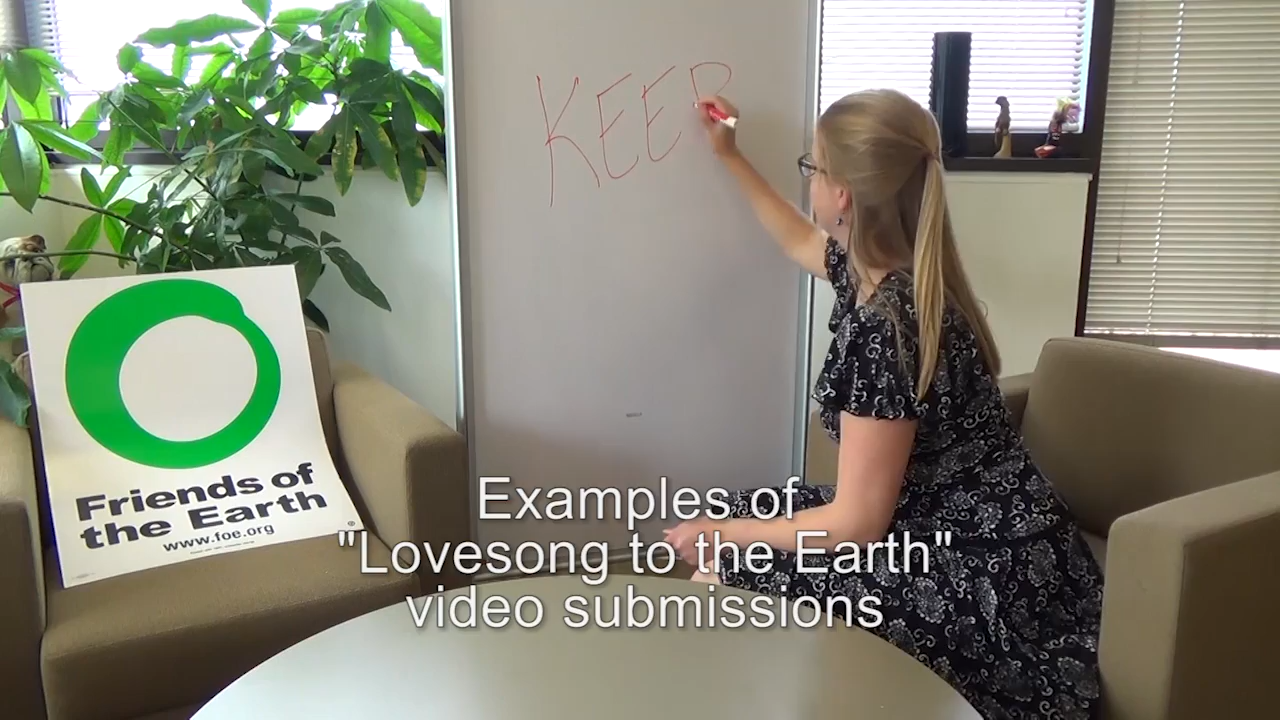 KEEP
Friends of
the Earth
www.foe.org
Examples of
"Lovesong to the Earth"
video submissions